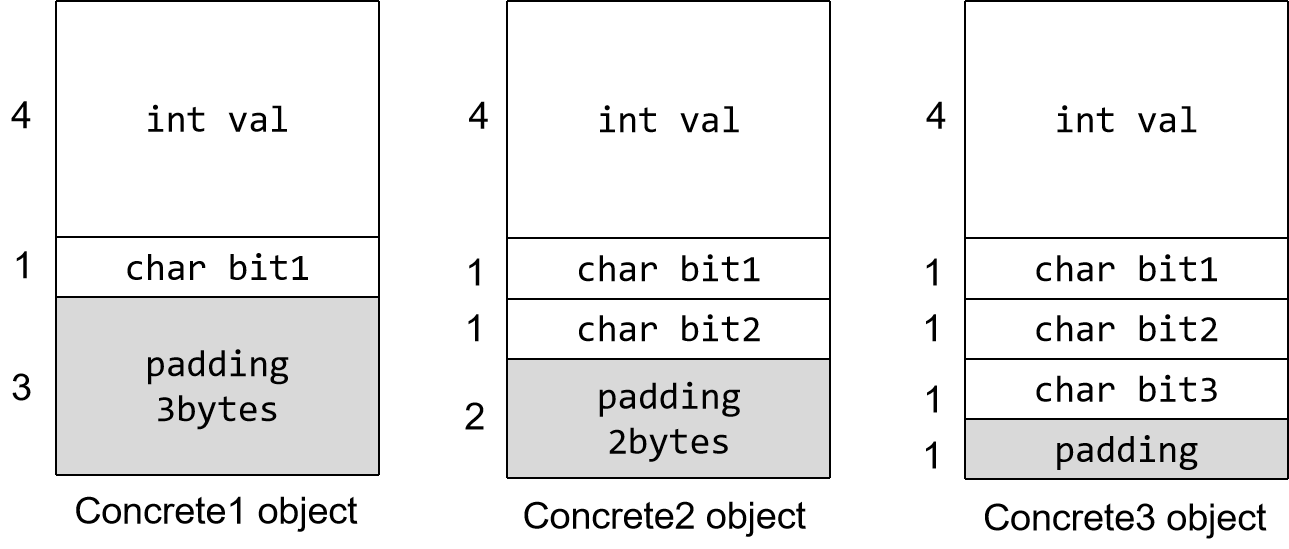 4
int val
1
char bit1
3
padding
3bytes
Concrete1 object
4
int val
1
char bit1
1
char bit2
2
padding
2bytes
Concrete2 object
4
int val
1
char bit1
1
char bit2
1
char bit3
1
padding
Concrete3 object